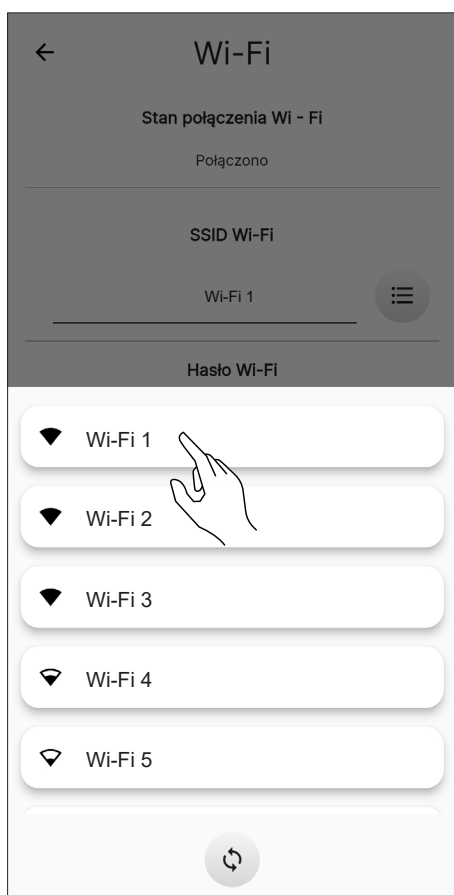 Wi-Fi
Stan połączenia Wi - Fi
Połączono
SSID Wi-Fi
Wi-Fi 1
Hasło Wi-Fi
Wi-Fi 1
Wi-Fi 2
Wi-Fi 3
Wi-Fi 4
Wi-Fi 5